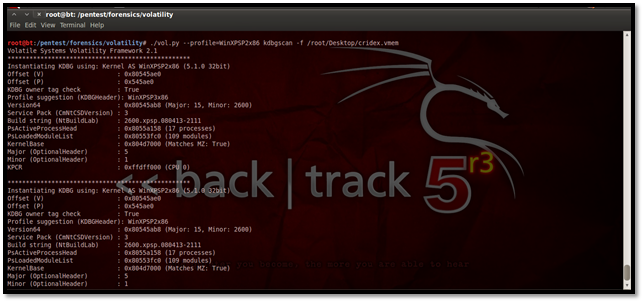 root@bt: /pentest/forensics/volatility
File Edit View Terminal Help
root@bt:/pentest/forensics/volatility# ./vol.py --profile=WinXPSP2x86 kdbgscan -f /root/Desktop/cridex.vmem
Volatile Systems Volatility Framework 2.1
**************************************************
Instantiating KDBG using: Kernel AS WinXPSP2x86 (5.1.0 32bit)
Offset (V) : 0x80545ae0
Offset (P) : 0x545ae0
KDBG owner tag check : True
Profile suggestion (KDBGHeader): WinXPSP3x86
Version64 : 0x80545ab8 (Major: 15, Minor: 2600)
Service Pack (CmNtCSDVersion) : 3
Build string (NtBuildLab) : 2600.xpsp.080413-2111
PsActiveProcessHead : 0x8055a158 (17 processes)
PsLoadedModuleList : 0x80553fc0 (109 modules)
KernelBase : 0x804d7000 (Matches MZ: True)
Major (OptionalHeader) : 5
Minor (OptionalHeader) : 1
KPCR : 0xffdff000 (CPU 0)
**************************************************
Instantiating KDBG using: Kernel AS WinXPSP2x86 (5.1.0 32bit)
Offset (V) : 0x80545ae0
Offset (P) : 0x545ae0
KDBG owner tag check : True
Profile suggestion (KDBGHeader): WinXPSP2x86
Version64 : 0x80545ab8 (Major: 15, Minor: 2600)
Service Pack (CmNtCSDVersion) : 3
Build string (NtBuildLab) : 2600.xpsp.080413-2111
PsActiveProcessHead : 0x8055a158 (17 processes)
PsLoadedModuleList : 0x80553fc0 (109 modules)
KernelBase : 0x804d7000 (Matches MZ: True)
Major (OptionalHeader) : 5
Minor (OptionalHeader) : 1
<< back | track 5 r3